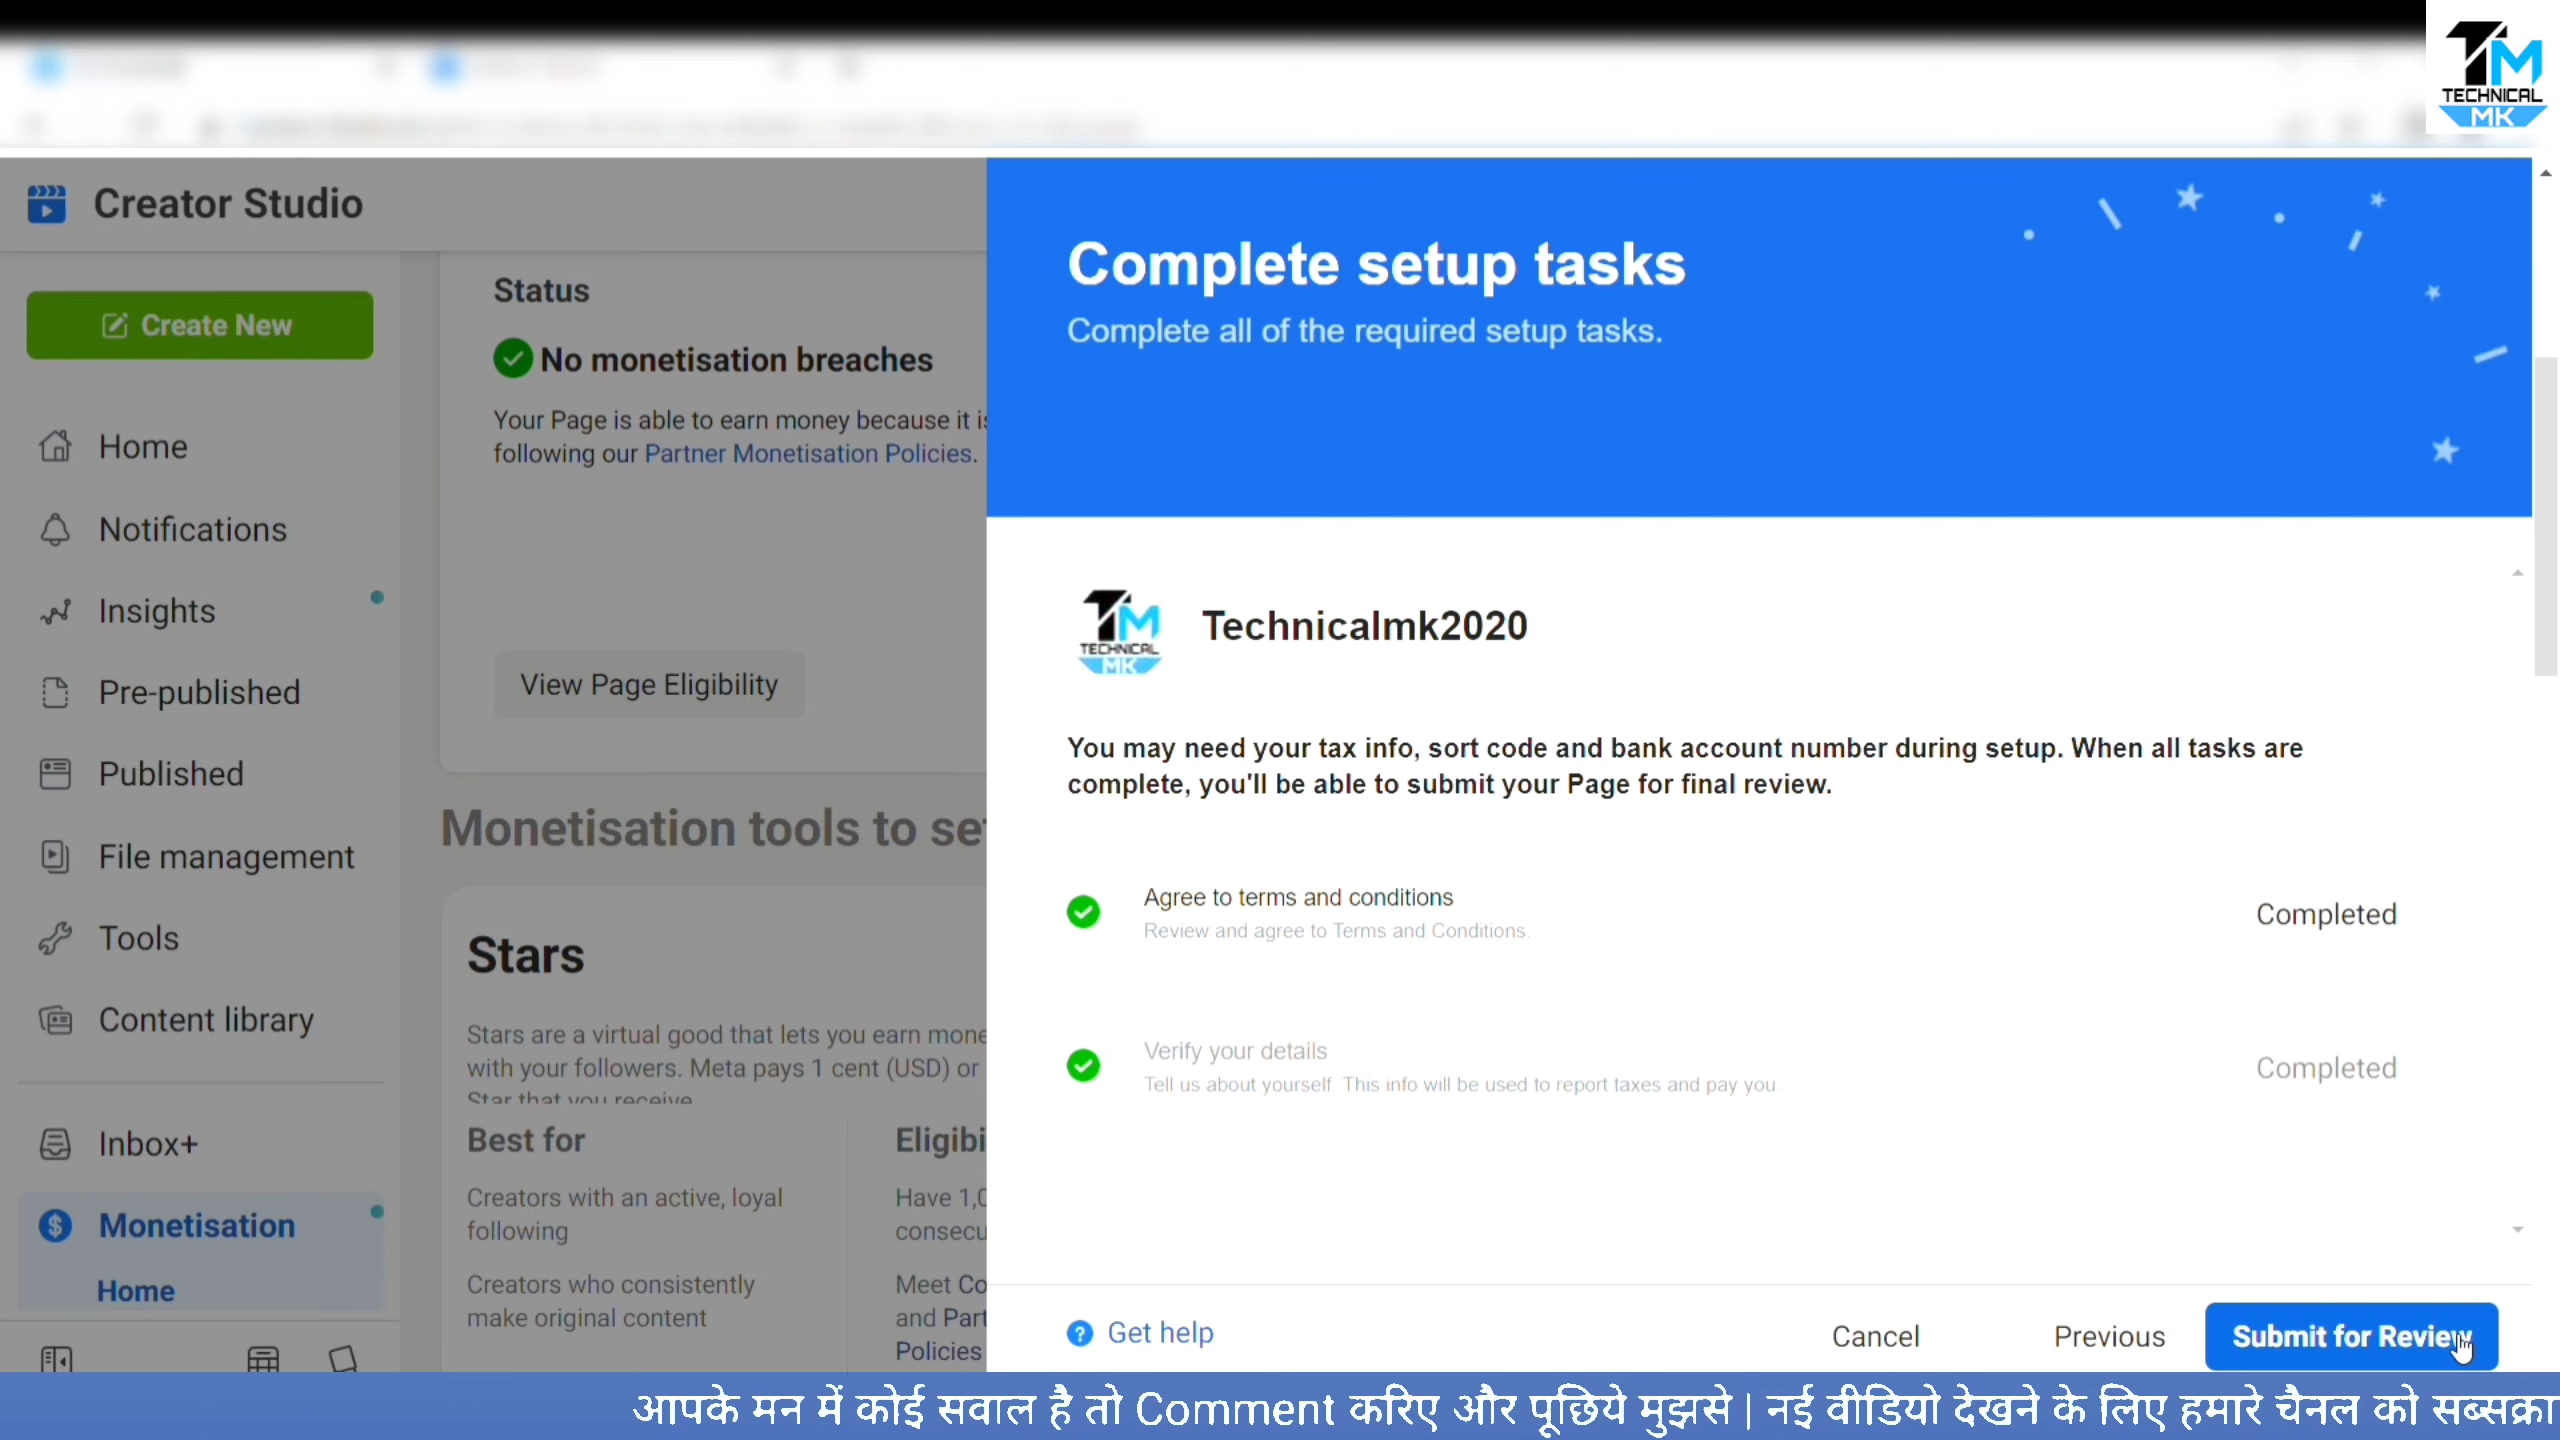 TM
TECHNICAL
MK
Creator Studio
Create New
Home
Notifications
Insights
Pre-published
Published
File management
Tools
Content library
Inbox+
Monetisation
Home
Status
No monetisation breaches
Your Page is able to earn money because it is
following our Partner Monetisation Policies.
View Page Eligibility
Monetisation tools to se
Stars
Stars are a virtual good that lets you earn mone
with your followers. Meta pays 1 cent (USD) or
Star that you receive
Best for
Creators with an active, loyal
following
Creators who consistently
make original content
Eligibi
Have 1,0
consecu
Meet Co
and Part
Policies
Complete setup tasks
Complete all of the required setup tasks.
TM
TECHNICAL
MK
Technicalmk2020
You may need your tax info, sort code and bank account number during setup. When all tasks are
complete, you'll be able to submit your Page for final review.
Agree to terms and conditions
Review and agree to Terms and Conditions.
Completed
Verify your details
Tell us about yourself. This info will be used to report taxes and pay you.
Completed
Get help
Cancel
Previous
Submit for Review
आपके मन में कोई सवाल है तो Comment करिए और पूछिये मुझसे | नई वीडियो देखने के लिए हमारे चैनल को सब्सक्रा